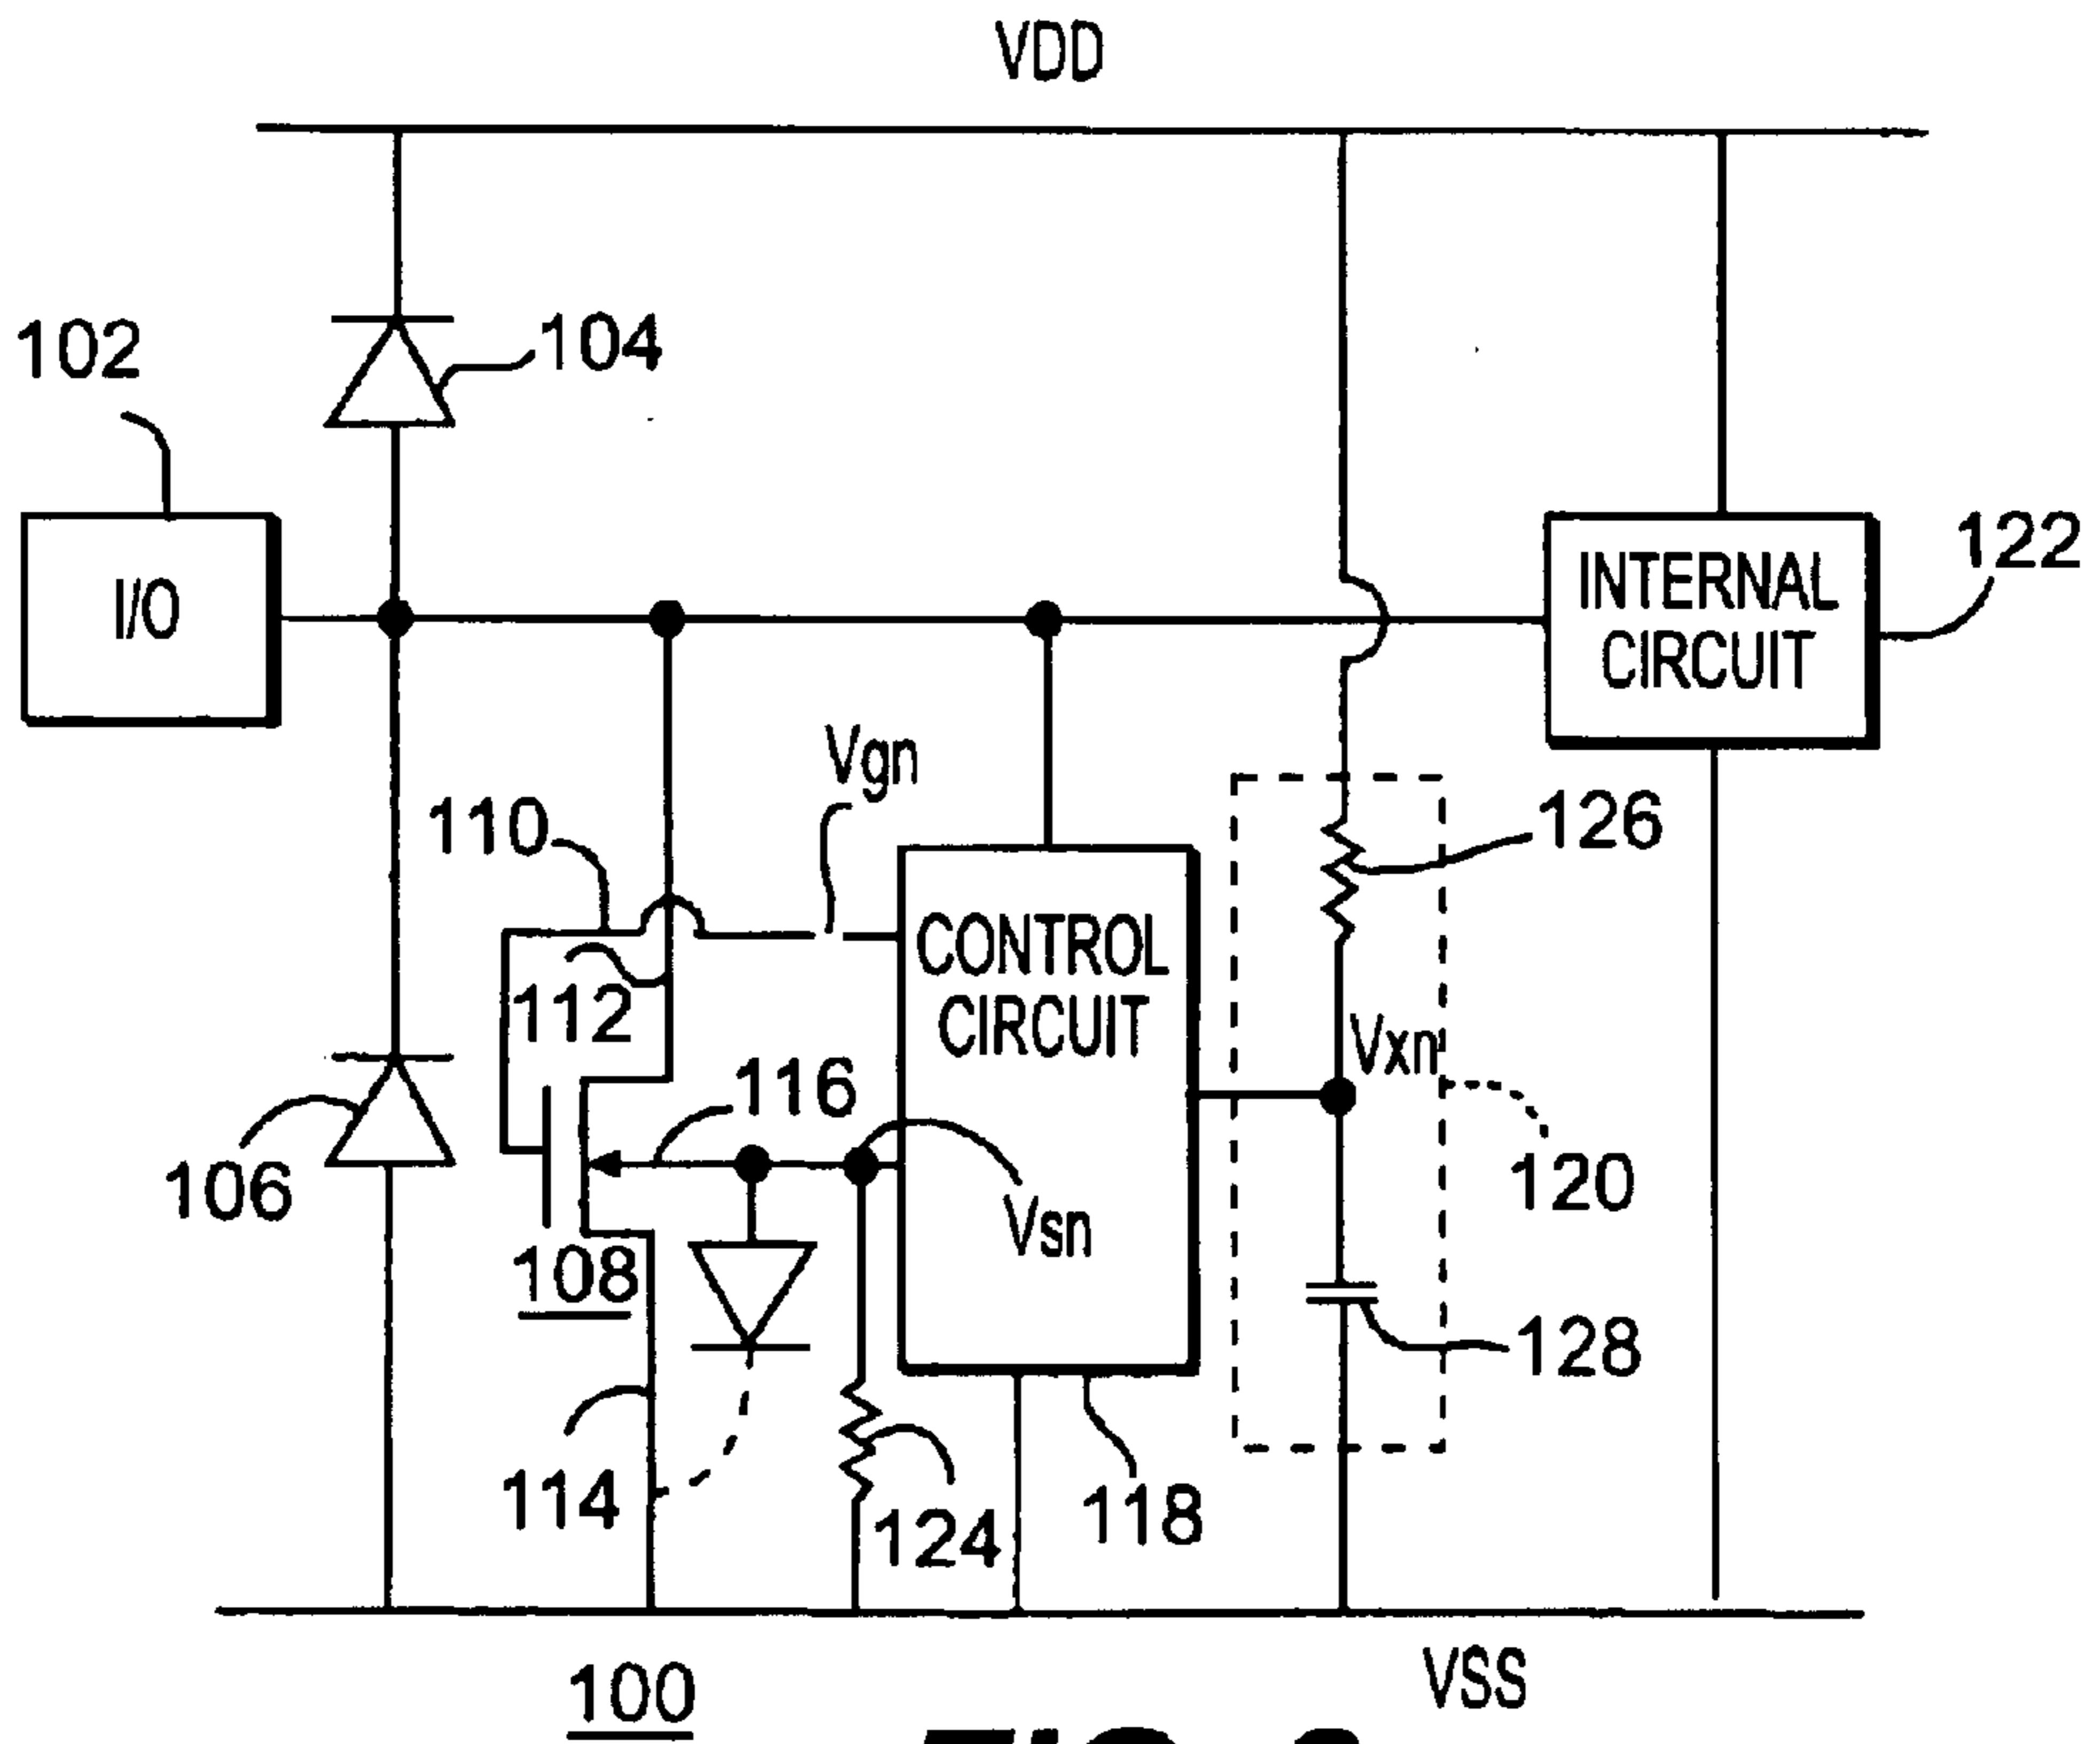 VDD
102
104
I/O
INTERNAL
CIRCUIT
122
Vgn
110
126
CONTROL
CIRCUIT
112
Vxn
116
106
120
Vsn
108
128
114
124
118
100
VSS